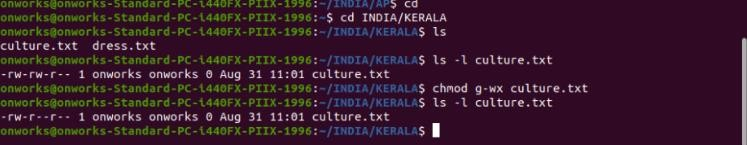 onworks@onworks-Standard-PC-i440FX-PIIX-1996:~/INDIA/AP$ cd
onworks@onworks-Standard-PC-i440FX-PIIX-1996:~$ cd INDIA/KERALA
onworks@onworks-Standard-PC-i440FX-PIIX-1996:~/INDIA/KERALA$ ls
culture.txt  dress.txt
onworks@onworks-Standard-PC-i440FX-PIIX-1996:~/INDIA/KERALA$ ls -l culture.txt
-rw-rw-r-- 1 onworks onworks 0 Aug 31 11:01 culture.txt
onworks@onworks-Standard-PC-i440FX-PIIX-1996:~/INDIA/KERALA$ chmod g-wx culture.txt
onworks@onworks-Standard-PC-i440FX-PIIX-1996:~/INDIA/KERALA$ ls -l culture.txt
-rw-r--r-- 1 onworks onworks 0 Aug 31 11:01 culture.txt
onworks@onworks-Standard-PC-i440FX-PIIX-1996:~/INDIA/KERALA$